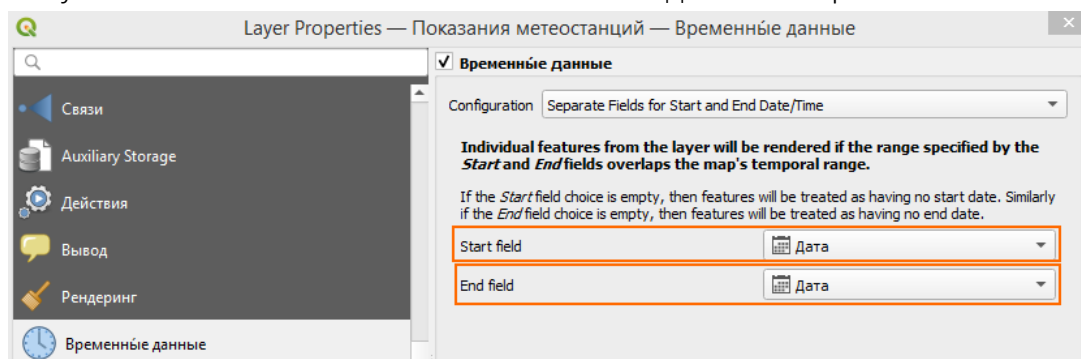 Layer Properties — Показания метеостанций — Временны́е данные
Временны́е данные
Configuration Separate Fields for Start and End Date/Time
Связи
Individual features from the layer will be rendered if the range specified by the
Start and End fields overlaps the map's temporal range.
Auxiliary Storage
If the Start field choice is empty, then features will be treated as having no start date. Similarly
if the End field choice is empty, then features will be treated as having no end date.
Действия
Start field Дата
Вывод
End field Дата
Рендеринг
Временны́е данные